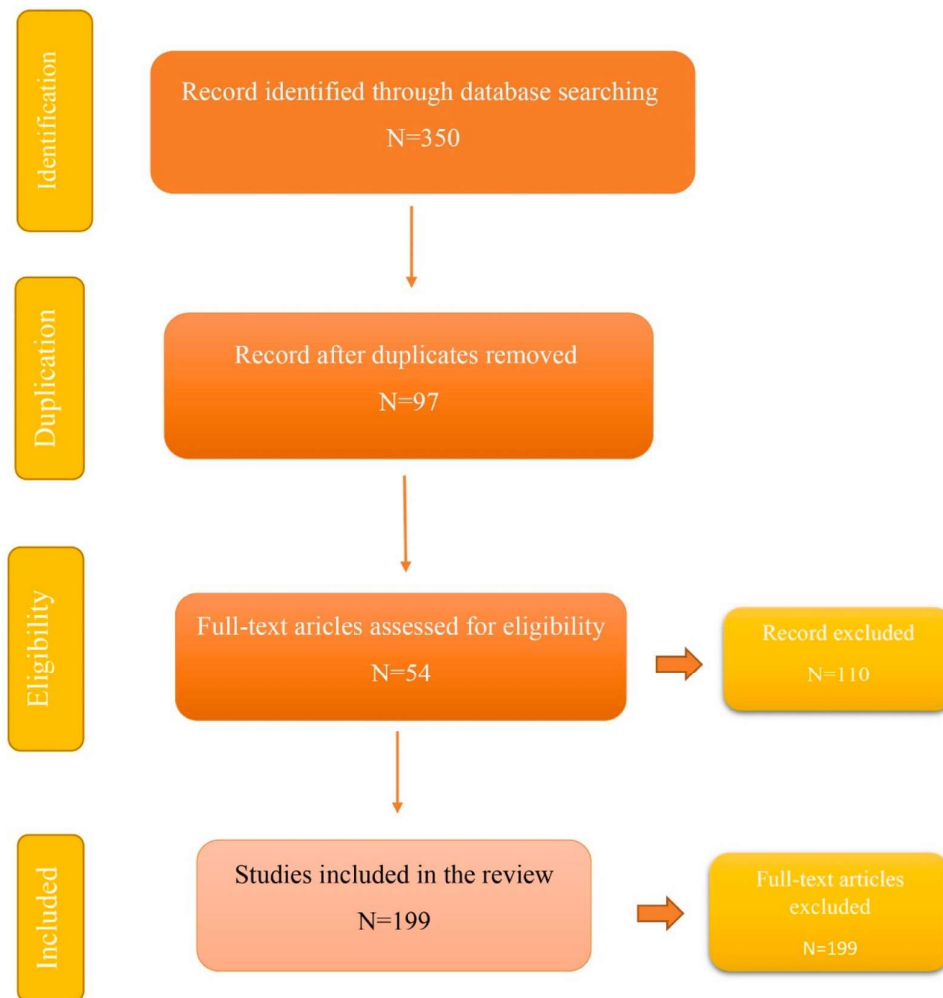 Identification
Record identified through database searching
N=350
Duplication
Record after duplicates removed
N=97
Eligibility
Full-text aricles assessed for eligibility
N=54
Record excluded
N=110
Included
Studies included in the review
N=199
Full-text articles
excluded
N=199